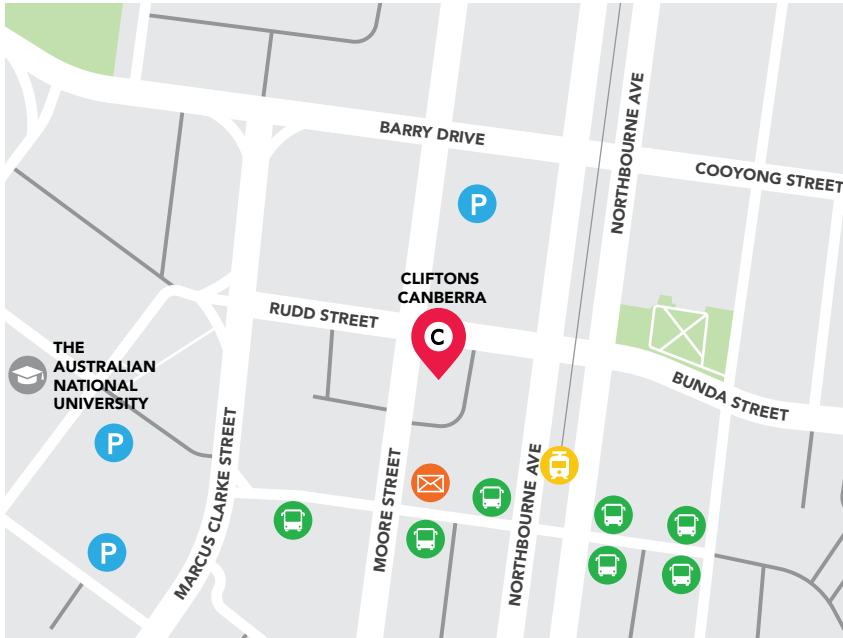 BARRY DRIVE
NORTHBOURNE AVE
COOYONG STREET
P
CLIFTONS
CANBERRA
RUDD STREET
C
THE
AUSTRALIAN
NATIONAL
UNIVERSITY
BUNDA STREET
P
MARCUS CLARKE STREET
MOORE STREET
NORTHBOURNE AVE
P